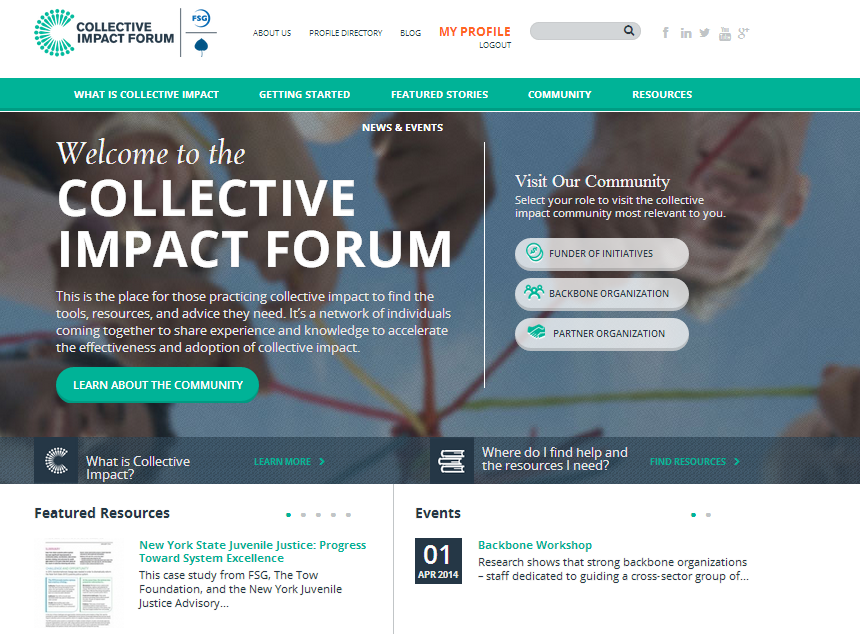 COLLECTIVE
IMPACT FORUM
FSG
ABOUT US
PROFILE DIRECTORY
BLOG
MY PROFILE
LOGOUT
WHAT IS COLLECTIVE IMPACT
GETTING STARTED
FEATURED STORIES
COMMUNITY
RESOURCES
NEWS & EVENTS
Welcome to the
COLLECTIVE
IMPACT FORUM
This is the place for those practicing collective impact to find the
tools, resources, and advice they need. It's a network of individuals
coming together to share experience and knowledge to accelerate
the effectiveness and adoption of collective impact.
LEARN ABOUT THE COMMUNITY
Visit Our Community
Select your role to visit the collective
impact community most relevant to you.
FUNDER OF INITIATIVES
BACKBONE ORGANIZATION
PARTNER ORGANIZATION
What is Collective
Impact?
LEARN MORE
Where do I find help and
the resources I need?
FIND RESOURCES
Featured Resources
New York State Juvenile Justice: Progress
Toward System Excellence
This case study from FSG, The Tow
Foundation, and the New York Juvenile
Justice Advisory...
Events
01
APR 2014
Backbone Workshop
Research shows that strong backbone organizations
– staff dedicated to guiding a cross-sector group of...